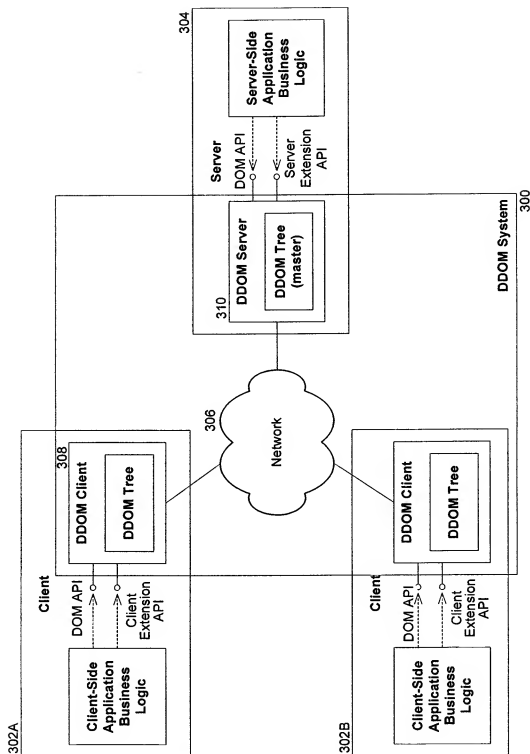 302A
Client
Client-Side
Application
Business
Logic
DOM API
Client
Extension
API
308
DDOM Client
DDOM Tree
306
Network
304
Server
310
DDOM Server
DDOM Tree
(master)
DOM API
Server
Extension
API
Server-Side
Application
Business
Logic
302B
Client
Client-Side
Application
Business
Logic
DOM API
Client
Extension
API
DDOM Client
DDOM Tree
DDOM System
300